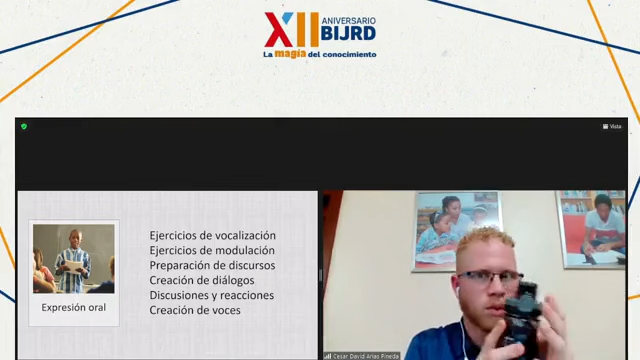 XII ANIVERSARIO
BIJRD
La magia del conocimiento
Vista
Ejercicios de vocalización
Ejercicios de modulación
Preparación de discursos
Creación de diálogos
Discusiones y reacciones
Creación de voces
Expresión oral
Cesar David Arias Pineda